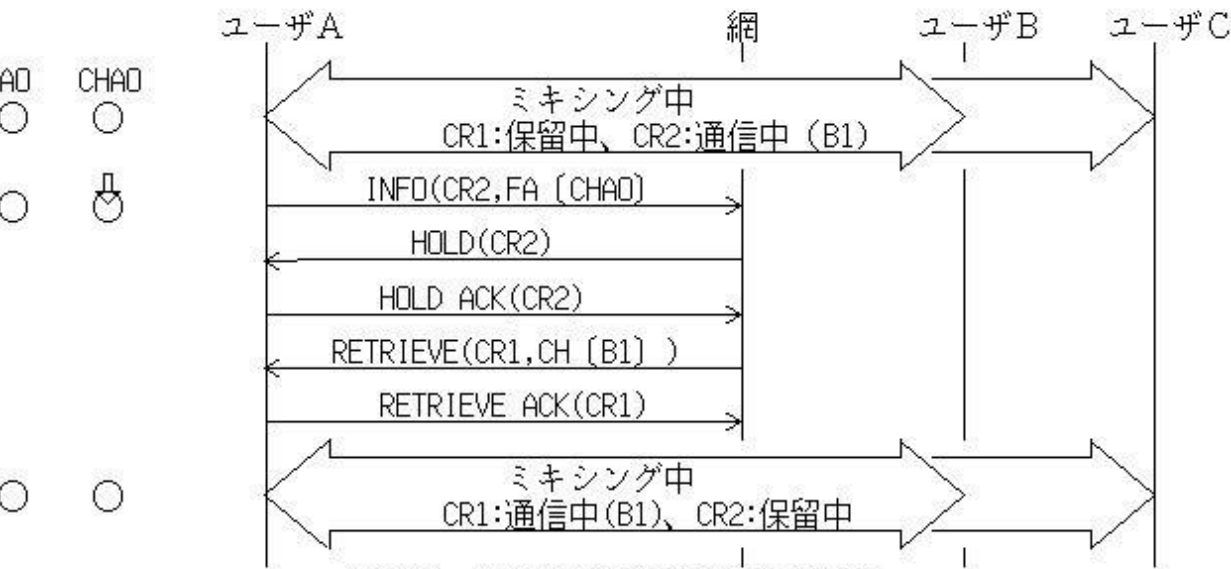 ユーザA 網 ユーザB ユーザC
AO CHAO
ミキシング中
CR1:保留中、CR2:通信中 (B1)
INFO(CR2,FA [CHAO]
HOLD(CR2)
HOLD ACK(CR2)
RETRIEVE(CR1,CH [B1] )
RETRIEVE ACK(CR1)
ミキシング中
CR1:通信中(B1)、CR2:保留中